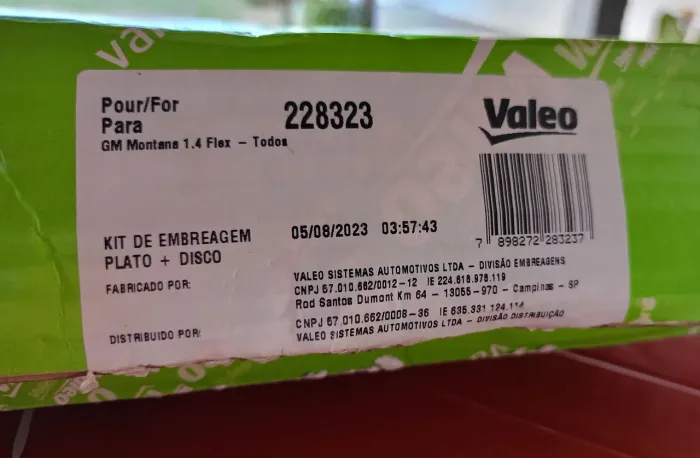 Pour/For
Para
228323
Valeo
GM Montana 1.4 Flex - Todos
KIT DE EMBREAGEM
PLATO + DISCO
05/08/2023 03:57:43
7 898272 283237
FABRICADO POR:
VALEO SISTEMAS AUTOMOTIVOS LTDA - DIVISÃO EMBREAGENS
CNPJ 57.010.662/0012-12 IE 224.616.978.119
Rod Santos Dumont Km 64 - 13055-970 - Campinas - SP
DISTRIBUIDO POR:
CNPJ 57.010.662/0008-36 IE 635.331.124.114
VALEO SISTEMAS AUTOMOTIVOS LTDA - DIVISÃO DISTRIBUIÇÃO